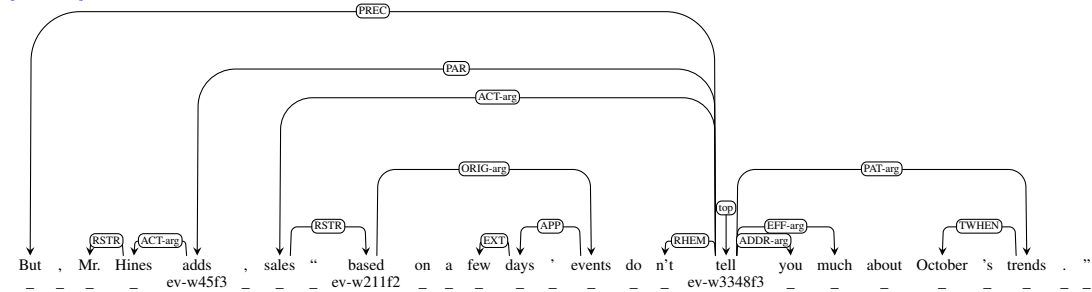 PREC
PAR
ACT-arg
ORIG-arg PAT-arg
top
RSTR APP EFF-arg TWHEN
RSTR ACT-arg EXT RHEM ADDR-arg
But , Mr. Hines adds , sales “ based on a few days ’ events do n’t tell you much about October ’s trends . ”
_ _ _ _ ev-w45f3 _ _ _ ev-w211f2 _ _ _ _ _ _ _ _ ev-w3348f3 _ _ _ _ _ _ _ _